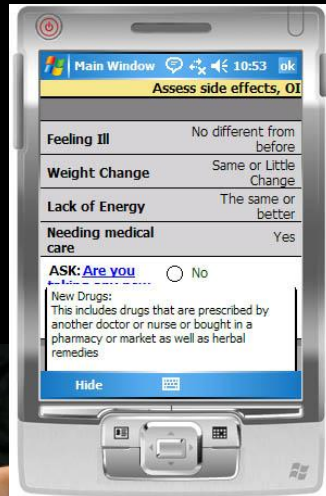 Main Window 10:53 ok
Assess side effects, OI
Feeling Ill No different from
before
Weight Change Same or Little
Change
Lack of Energy The same or
better
Needing medical
care Yes
ASK: Are you No
New Drugs:
This includes drugs that are prescribed by
another doctor or nurse or bought in a
pharmacy or market as well as herbal
remedies
Hide